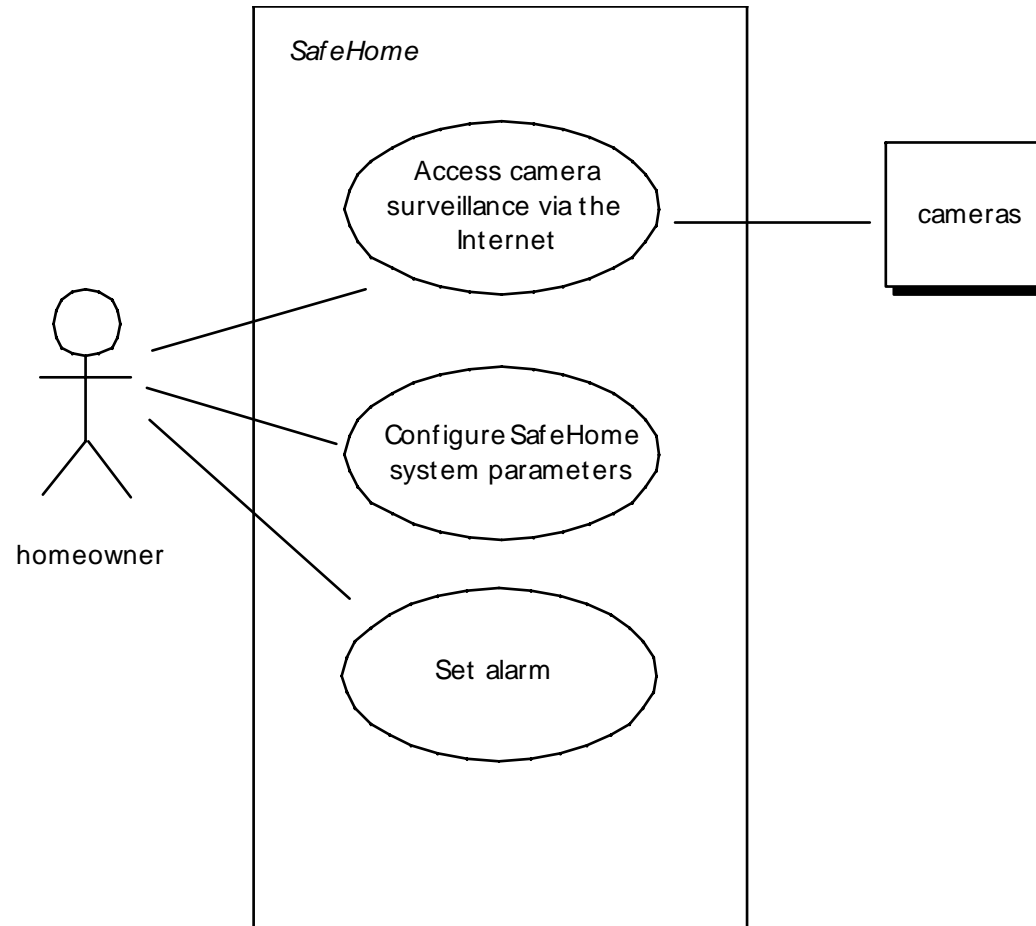 SafeHome
Access camera
surveillance via the
Internet
cameras
Configure SafeHome
system parameters
homeowner
Set alarm